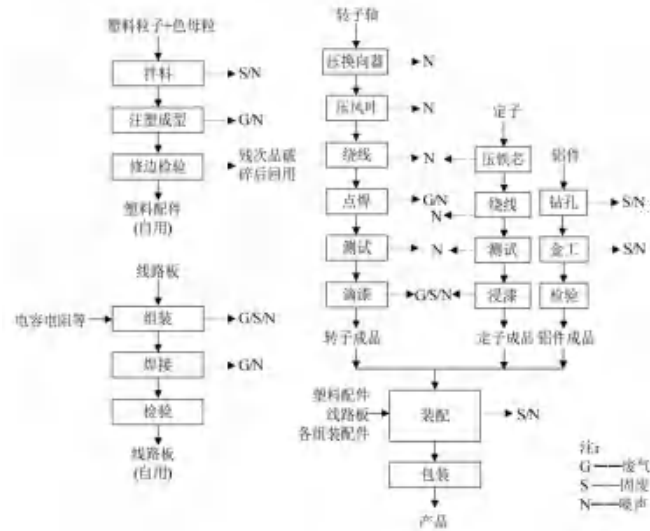 塑料粒子+色母粒
拌料
S/N
注塑成型
G/N
修边检验
残次品破
碎后回用
塑料配件
(自用)
线路板
电容电阻等
组装
G/S/N
焊接
G/N
检验
线路板
(自用)
转子轴
压换向器
N
压风叶
N
绕线
N
点焊
G/N
测试
N
滴漆
G/S/N
转子成品
定子
压铁芯
绕线
N
测试
浸漆
定子成品
铝件
钻孔
S/N
金工
S/N
检验
铝件成品
塑料配件
线路板
各组装配件
装配
S/N
包装
产品
注:
G——废气
S——固废
N——噪声